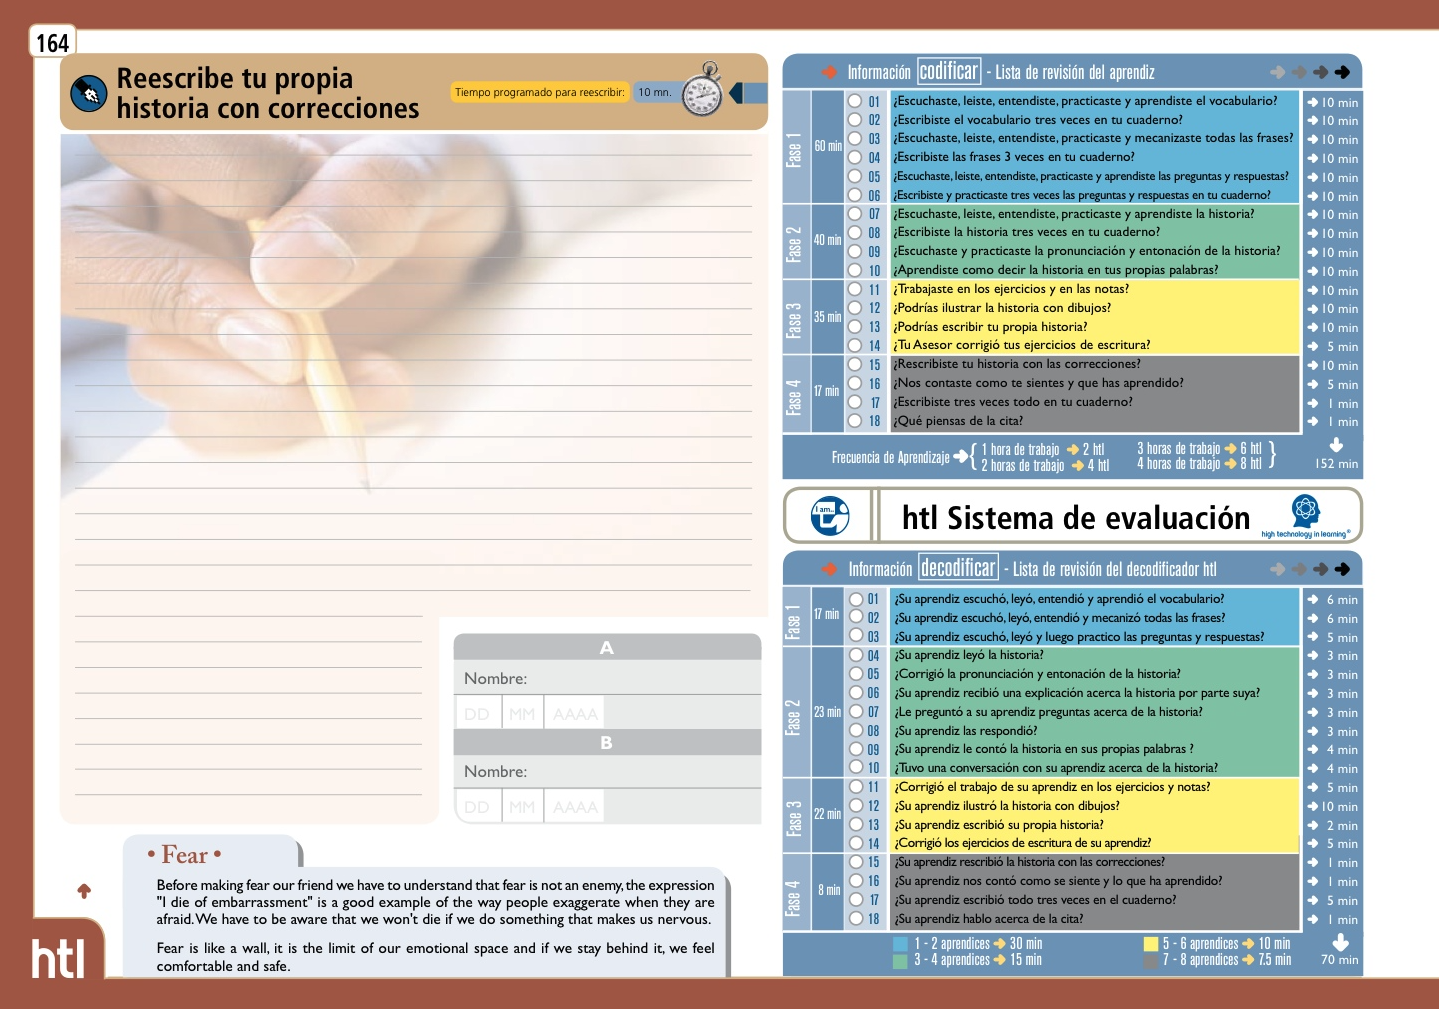 164
Reescribe tu propia
historia con correcciones
Tiempo programado para reescribir:
10 mn.
A
Nombre:
DD MM AAAA
B
Nombre:
DD MM AAAA
• Fear •
Before making fear our friend we have to understand that fear is not an enemy, the expression
"I die of embarrassment" is a good example of the way people exaggerate when they are
afraid. We have to be aware that we won't die if we do something that makes us nervous.
Fear is like a wall, it is the limit of our emotional space and if we stay behind it, we feel
comfortable and safe.
htl
Información codificar - Lista de revisión del aprendiz
Fase 1
60 min
01 ¿Escuchaste, leiste, entendiste, practicaste y aprendiste el vocabulario? 10 min
02 ¿Escribiste el vocabulario tres veces en tu cuaderno? 10 min
03 ¿Escuchaste, leiste, entendiste, practicaste y mecanizaste todas las frases? 10 min
04 ¿Escribiste las frases 3 veces en tu cuaderno? 10 min
05 ¿Escuchaste, leiste, entendiste, practicaste y aprendiste las preguntas y respuestas? 10 min
06 ¿Escribiste y practicaste tres veces las preguntas y respuestas en tu cuaderno? 10 min
Fase 2
40 min
07 ¿Escuchaste, leiste, entendiste, practicaste y aprendiste la historia? 10 min
08 ¿Escribiste la historia tres veces en tu cuaderno? 10 min
09 ¿Escuchaste y practicaste la pronunciación y entonación de la historia? 10 min
10 ¿Aprendiste como decir la historia en tus propias palabras? 10 min
Fase 3
35 min
11 ¿Trabajaste en los ejercicios y en las notas? 10 min
12 ¿Podrías ilustrar la historia con dibujos? 10 min
13 ¿Podrías escribir tu propia historia? 10 min
14 ¿Tu Asesor corrigió tus ejercicios de escritura? 5 min
Fase 4
17 min
15 ¿Rescribiste tu historia con las correcciones? 10 min
16 ¿Nos contaste como te sientes y que has aprendido? 5 min
17 ¿Escribiste tres veces todo en tu cuaderno? 1 min
18 ¿Qué piensas de la cita? 1 min
Frecuencia de Aprendizaje { 1 hora de trabajo 2 htl 3 horas de trabajo 6 htl }
2 horas de trabajo 4 htl 4 horas de trabajo 8 htl
152 min
I am..
htl Sistema de evaluación
high technology in learning®
Información decodificar - Lista de revisión del decodificador htl
Fase 1
17 min
01 ¿Su aprendiz escuchó, leyó, entendió y aprendió el vocabulario? 6 min
02 ¿Su aprendiz escuchó, leyó, entendió y mecanizó todas las frases? 6 min
03 ¿Su aprendiz escuchó, leyó y luego practico las preguntas y respuestas? 5 min
Fase 2
23 min
04 ¿Su aprendiz leyó la historia? 3 min
05 ¿Corrigió la pronunciación y entonación de la historia? 3 min
06 ¿Su aprendiz recibió una explicación acerca la historia por parte suya? 3 min
07 ¿Le preguntó a su aprendiz preguntas acerca de la historia? 3 min
08 ¿Su aprendiz las respondió? 3 min
09 ¿Su aprendiz le contó la historia en sus propias palabras ? 4 min
10 ¿Tuvo una conversación con su aprendiz acerca de la historia? 4 min
Fase 3
22 min
11 ¿Corrigió el trabajo de su aprendiz en los ejercicios y notas? 5 min
12 ¿Su aprendiz ilustró la historia con dibujos? 10 min
13 ¿Su aprendiz escribió su propia historia? 2 min
14 ¿Corrigió los ejercicios de escritura de su aprendiz? 5 min
Fase 4
8 min
15 ¿Su aprendiz rescribió la historia con las correcciones? 1 min
16 ¿Su aprendiz nos contó como se siente y lo que ha aprendido? 1 min
17 ¿Su aprendiz escribió todo tres veces en el cuaderno? 5 min
18 ¿Su aprendiz hablo acerca de la cita? 1 min
1 - 2 aprendices 30 min 5 - 6 aprendices 10 min
3 - 4 aprendices 15 min 7 - 8 aprendices 7.5 min
70 min